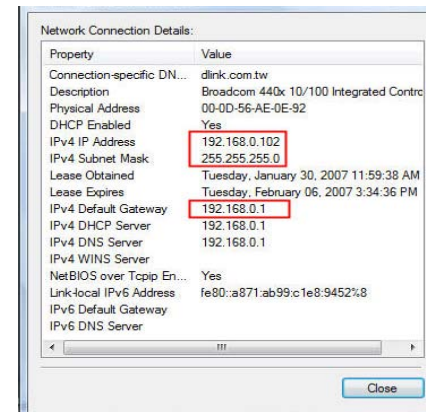 Network Connection Details:
Property Value
Connection-specific DN... dlink.com.tw
Description Broadcom 440x 10/100 Integrated Contrc
Physical Address 00-0D-56-AE-0E-92
DHCP Enabled Yes
IPv4 IP Address 192.168.0.102
IPv4 Subnet Mask 255.255.255.0
Lease Obtained Tuesday, January 30, 2007 11:59:38 AM
Lease Expires Tuesday, February 06, 2007 3:34:36 PM
IPv4 Default Gateway 192.168.0.1
IPv4 DHCP Server 192.168.0.1
IPv4 DNS Server 192.168.0.1
IPv4 WINS Server
NetBIOS over Tcpip En... Yes
Link-local IPv6 Address fe80::a871:ab99:c1e8:9452%8
IPv6 Default Gateway
IPv6 DNS Server
Close